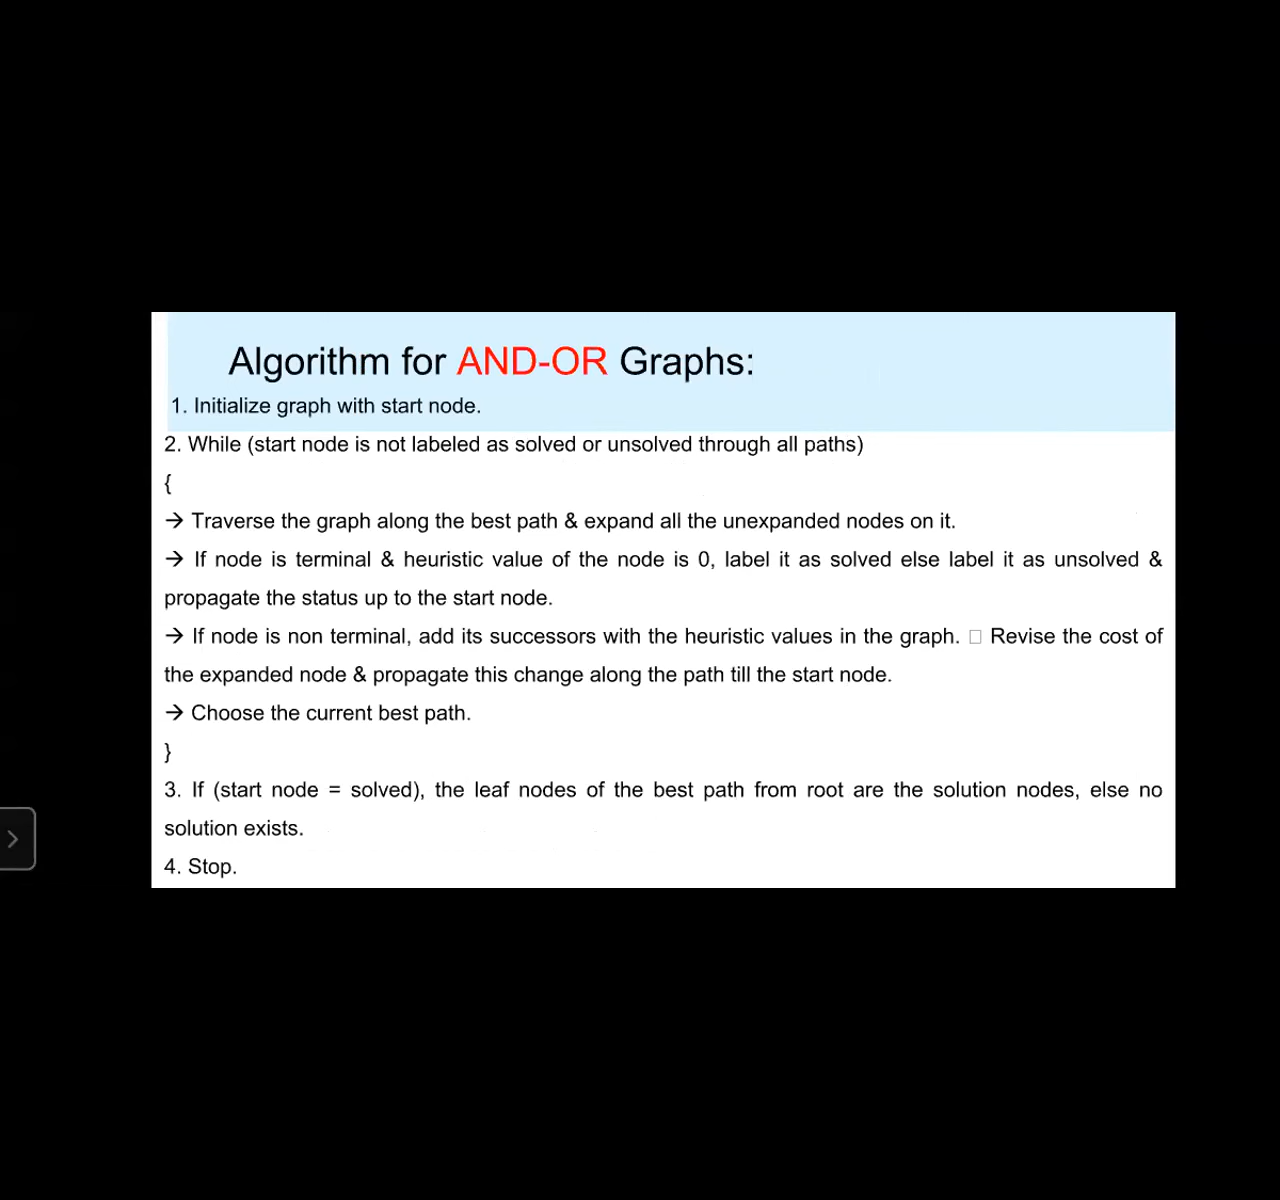 Algorithm for AND-OR Graphs:
1. Initialize graph with start node.
2. While (start node is not labeled as solved or unsolved through all paths)
{
→ Traverse the graph along the best path & expand all the unexpanded nodes on it.
→ If node is terminal & heuristic value of the node is 0, label it as solved else label it as unsolved &
propagate the status up to the start node.
→ If node is non terminal, add its successors with the heuristic values in the graph. □ Revise the cost of
the expanded node & propagate this change along the path till the start node.
→ Choose the current best path.
}
3. If (start node = solved), the leaf nodes of the best path from root are the solution nodes, else no
solution exists.
4. Stop.